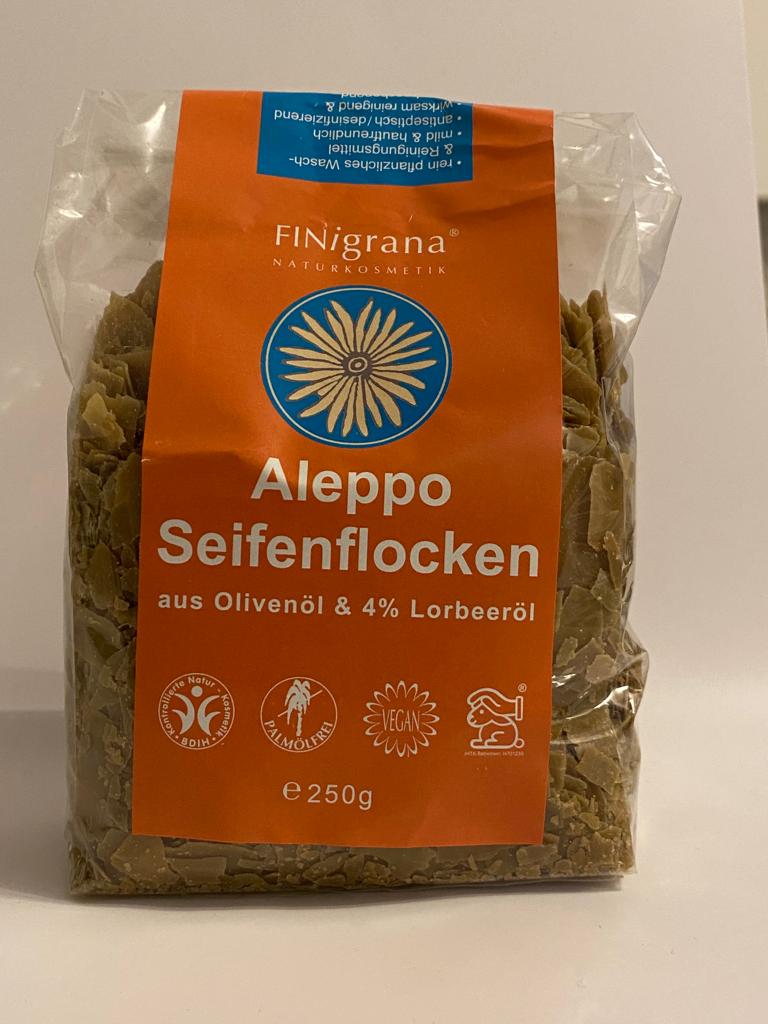 • rein pflanzliches Wasch-
& Reinigungsmittel
• mild & hautfreundlich
• antiseptisch/desinfizierend
• wirksam reinigend &
FINigrana®
NATURKOSMETIK
Aleppo
Seifenflocken
aus Olivenöl & 4% Lorbeeröl
Kontrollierte Natur - Kosmetik
• BDIH •
PALMÖLFREI
VEGAN
®
℮ 250g